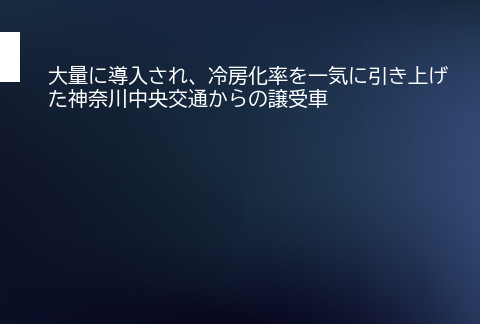 大量に導入され、冷房化率を一気に引き上げ
た神奈川中央交通からの譲受車